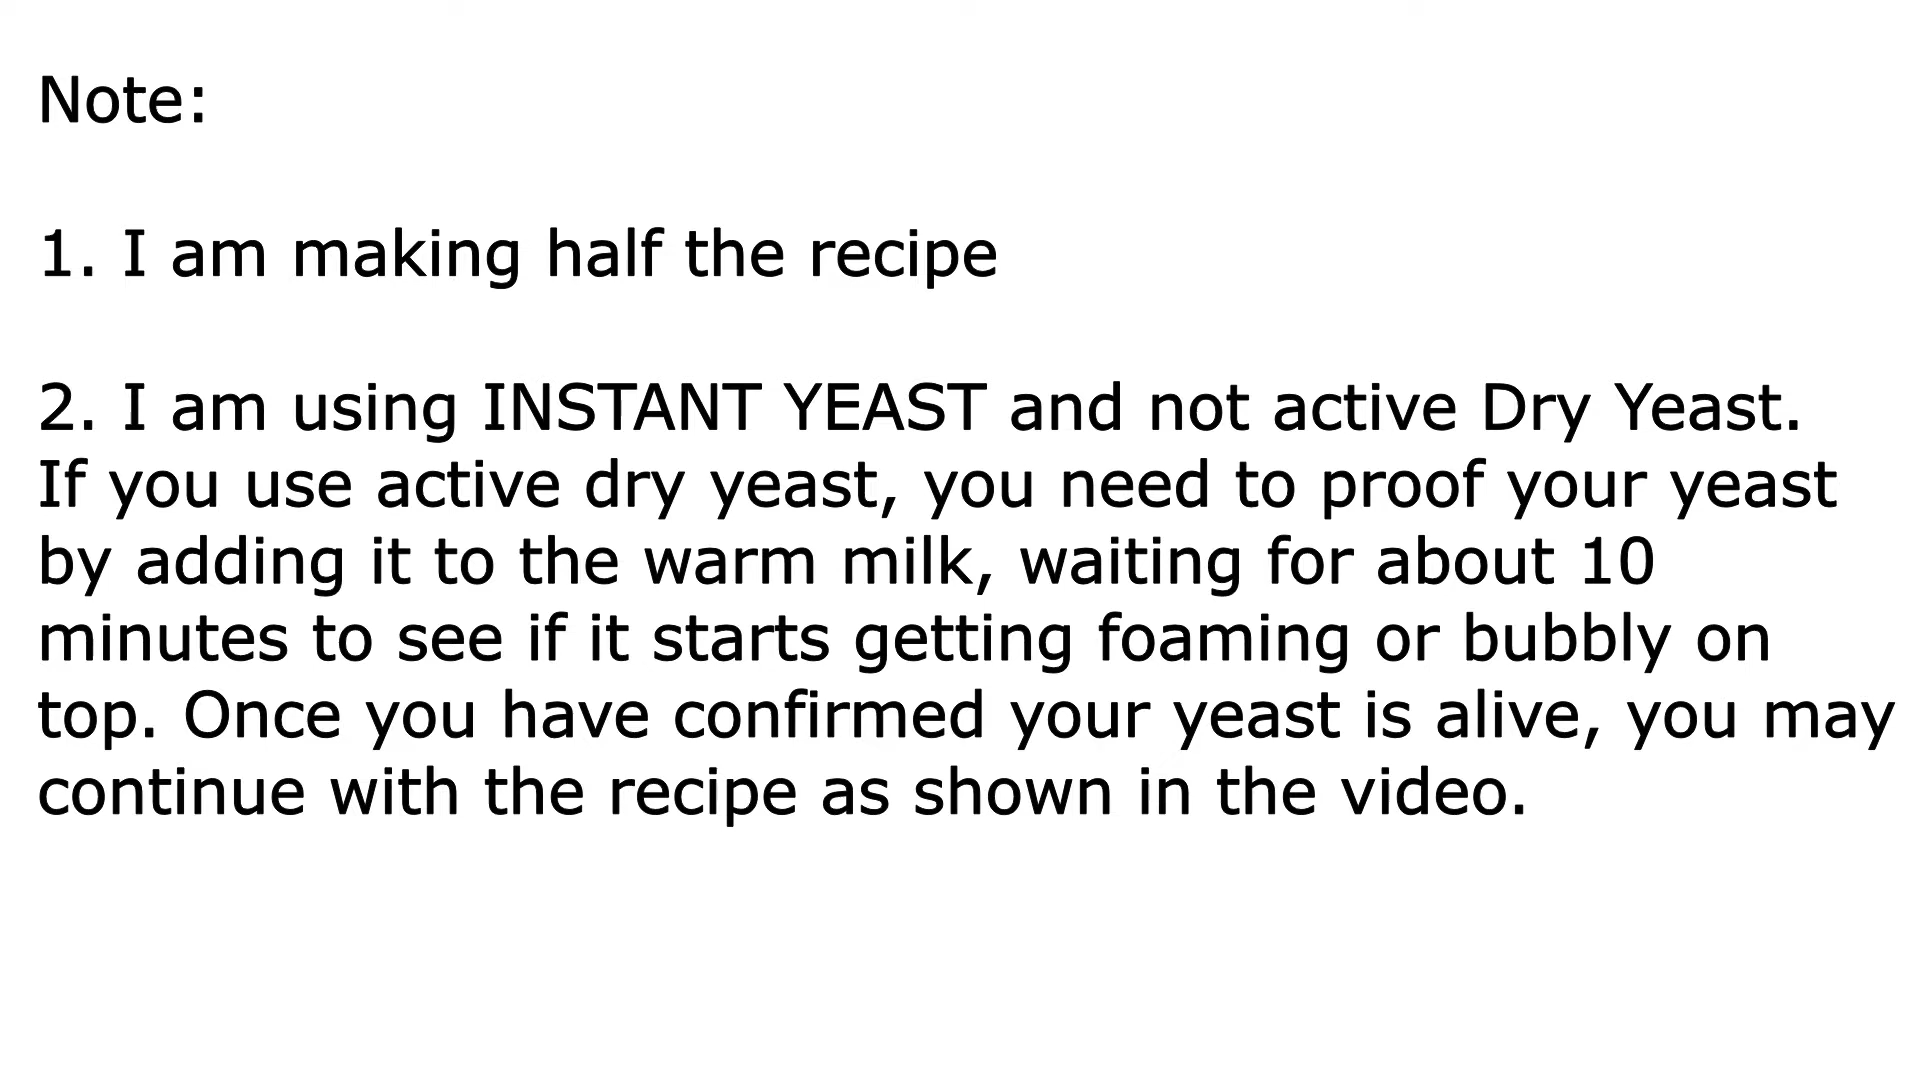 Note:
1. I am making half the recipe
2. I am using INSTANT YEAST and not active Dry Yeast.
If you use active dry yeast, you need to proof your yeast
by adding it to the warm milk, waiting for about 10
minutes to see if it starts getting foaming or bubbly on
top. Once you have confirmed your yeast is alive, you may
continue with the recipe as shown in the video.